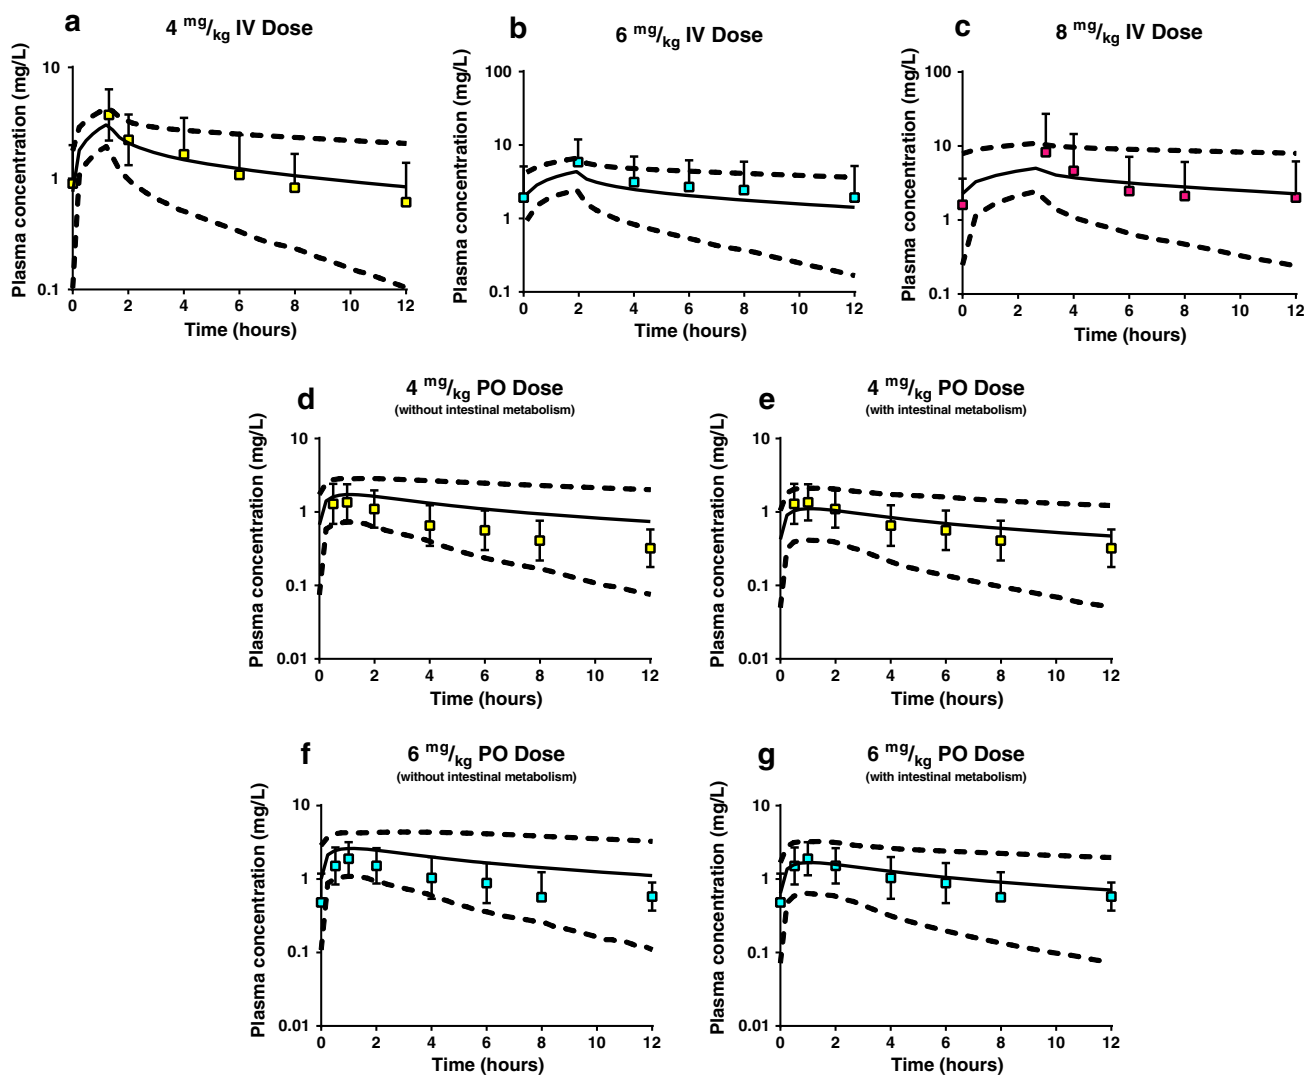 a
4 mg/kg IV Dose
Plasma concentration (mg/L)
10
1
0.1
0 2 4 6 8 10 12
Time (hours)
b
6 mg/kg IV Dose
Plasma concentration (mg/L)
100
10
1
0.1
0 2 4 6 8 10 12
Time (hours)
c
8 mg/kg IV Dose
Plasma concentration (mg/L)
100
10
1
0.1
0 2 4 6 8 10 12
Time (hours)
d
4 mg/kg PO Dose
(without intestinal metabolism)
Plasma concentration (mg/L)
10
1
0.1
0.01
0 2 4 6 8 10 12
Time (hours)
e
4 mg/kg PO Dose
(with intestinal metabolism)
Plasma concentration (mg/L)
10
1
0.1
0.01
0 2 4 6 8 10 12
Time (hours)
f
6 mg/kg PO Dose
(without intestinal metabolism)
Plasma concentration (mg/L)
10
1
0.1
0.01
0 2 4 6 8 10 12
Time (hours)
g
6 mg/kg PO Dose
(with intestinal metabolism)
Plasma concentration (mg/L)
10
1
0.1
0.01
0 2 4 6 8 10 12
Time (hours)